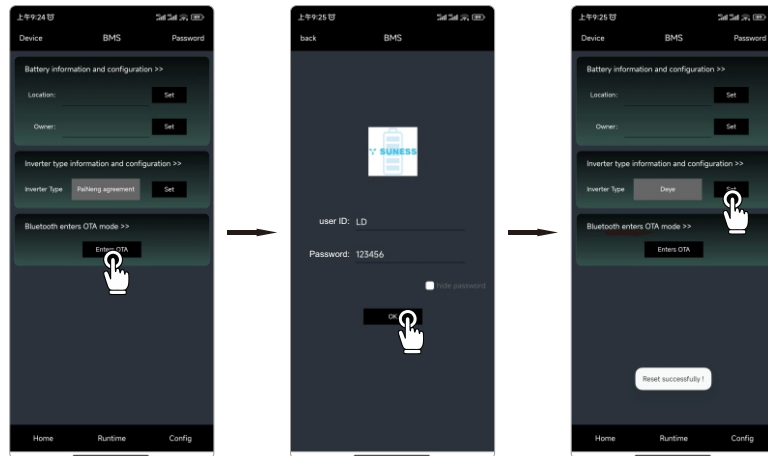 上午9:24
Device BMS Password
Battery information and configuration >>
Location: Set
Owner: Set
Inverter type information and configuration >>
Inverter Type PaiNeng agreement Set
Bluetooth enters OTA mode >>
Enters OTA
Home Runtime Config
上午9:25
back BMS
SUNESS
user ID: LD
Password: 123456
hide password
OK
上午9:25
Device BMS Password
Battery information and configuration >>
Location: Set
Owner: Set
Inverter type information and configuration >>
Inverter Type Deye Set
Bluetooth enters OTA mode >>
Enters OTA
Reset successfully !
Home Runtime Config